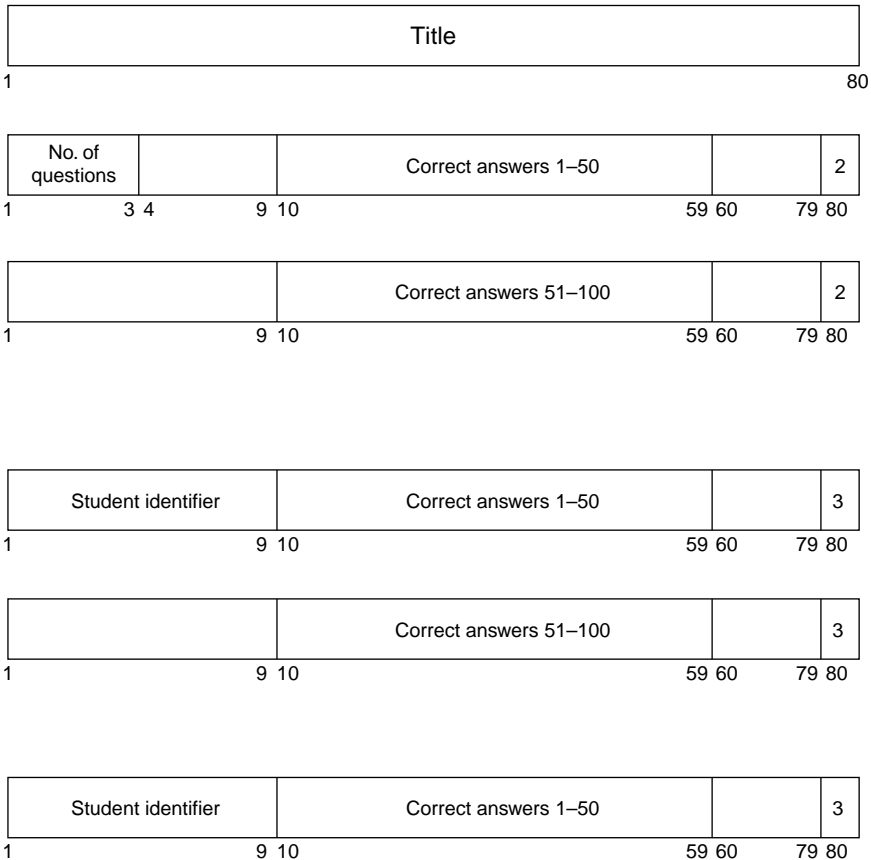 Title
1 80
No. of
questions
Correct answers 1–50 2
1 3 4 9 10 59 60 79 80
Correct answers 51–100 2
1 9 10 59 60 79 80
Student identifier Correct answers 1–50 3
1 9 10 59 60 79 80
Correct answers 51–100 3
1 9 10 59 60 79 80
Student identifier Correct answers 1–50 3
1 9 10 59 60 79 80